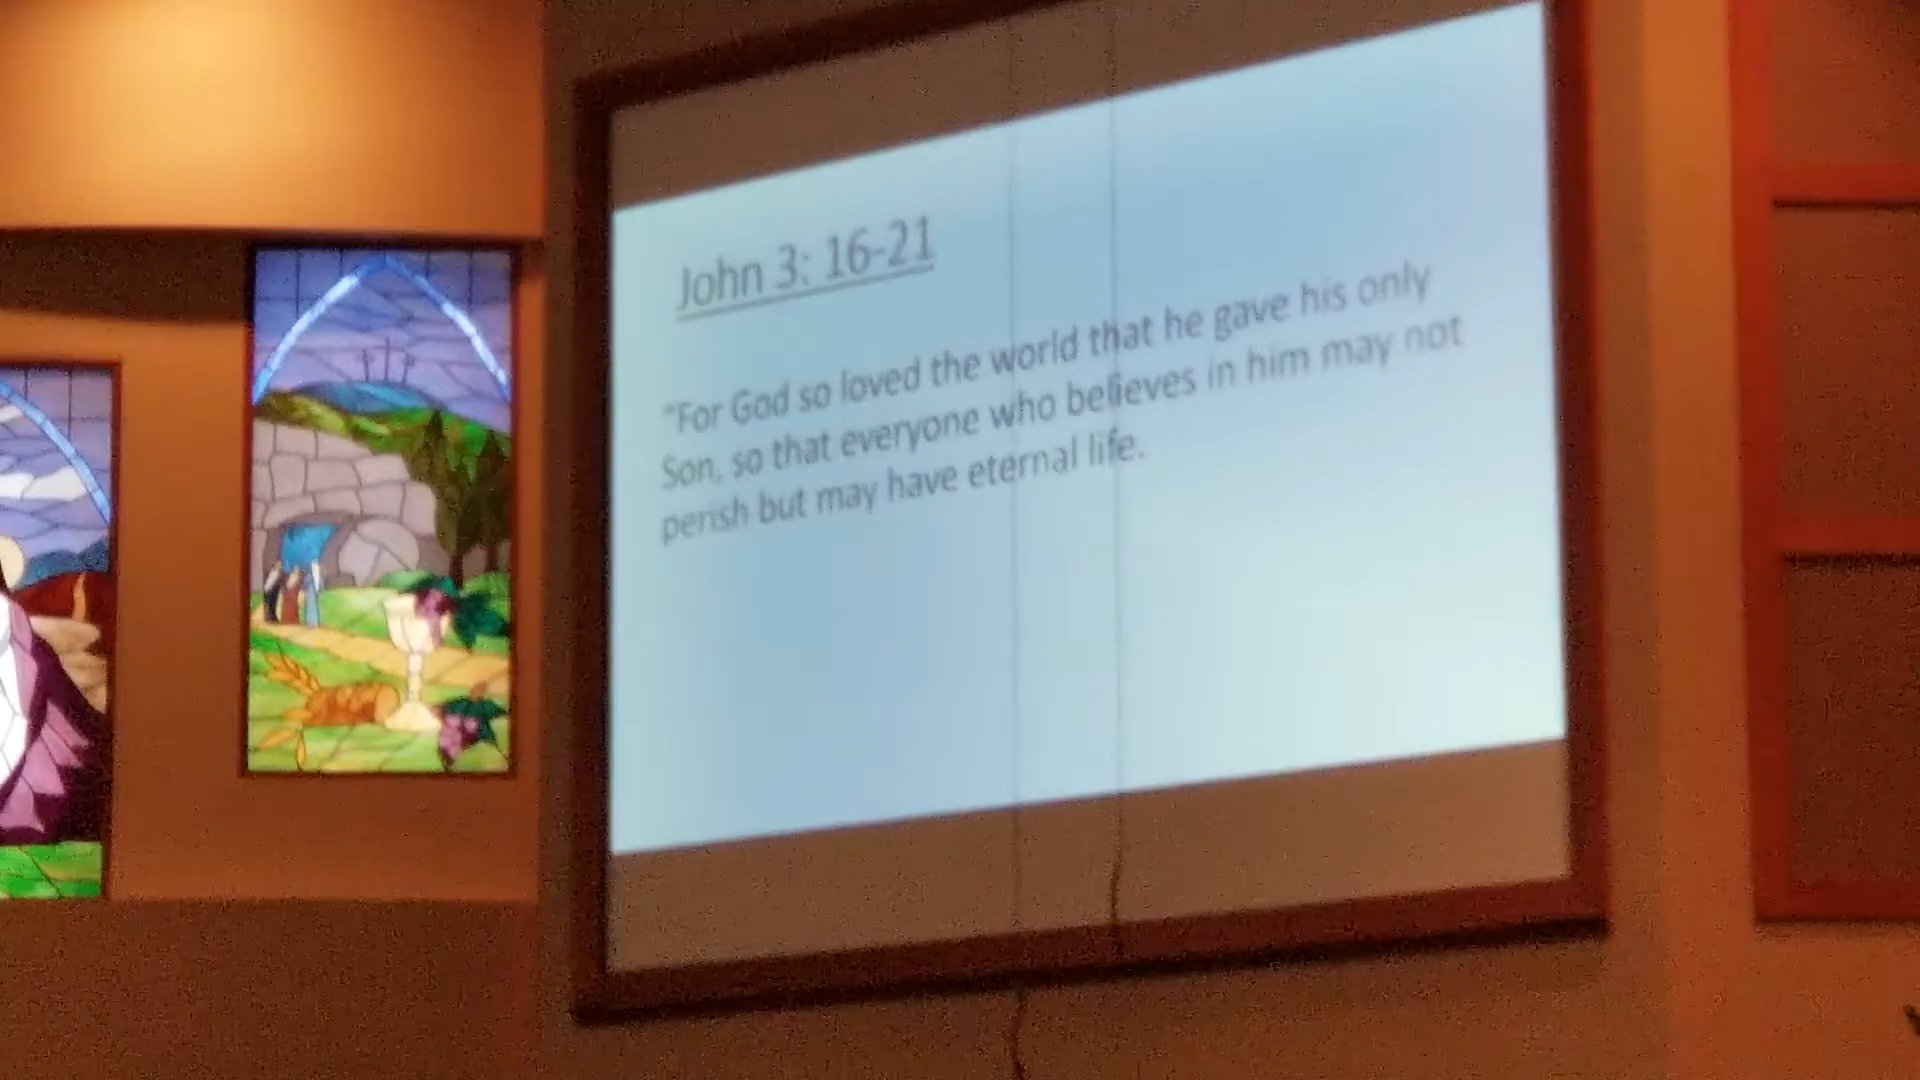 John 3: 16-21
"For God so loved the world that he gave his only
Son, so that everyone who believes in him may not
perish but may have eternal life.